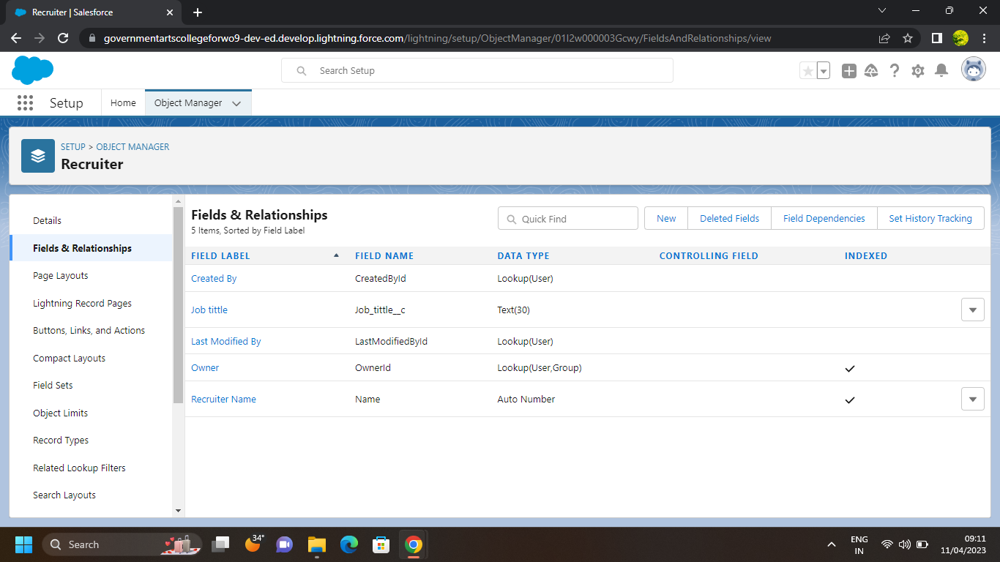 Recruiter | Salesforce
governmentartscollegeforwo9-dev-ed.develop.lightning.force.com/lightning/setup/ObjectManager/01I2w000003Gcwy/FieldsAndRelationships/view
Search Setup
Setup
Home
Object Manager
SETUP > OBJECT MANAGER
Recruiter
Details
Fields & Relationships
Page Layouts
Lightning Record Pages
Buttons, Links, and Actions
Compact Layouts
Field Sets
Object Limits
Record Types
Related Lookup Filters
Search Layouts
Fields & Relationships
5 Items, Sorted by Field Label
Quick Find
New
Deleted Fields
Field Dependencies
Set History Tracking
FIELD LABEL FIELD NAME DATA TYPE CONTROLLING FIELD INDEXED
Created By CreatedById Lookup(User)
Job tittle Job_tittle__c Text(30)
Last Modified By LastModifiedById Lookup(User)
Owner OwnerId Lookup(User,Group)
Recruiter Name Name Auto Number
Search
34°
ENG
IN
09:11
11/04/2023